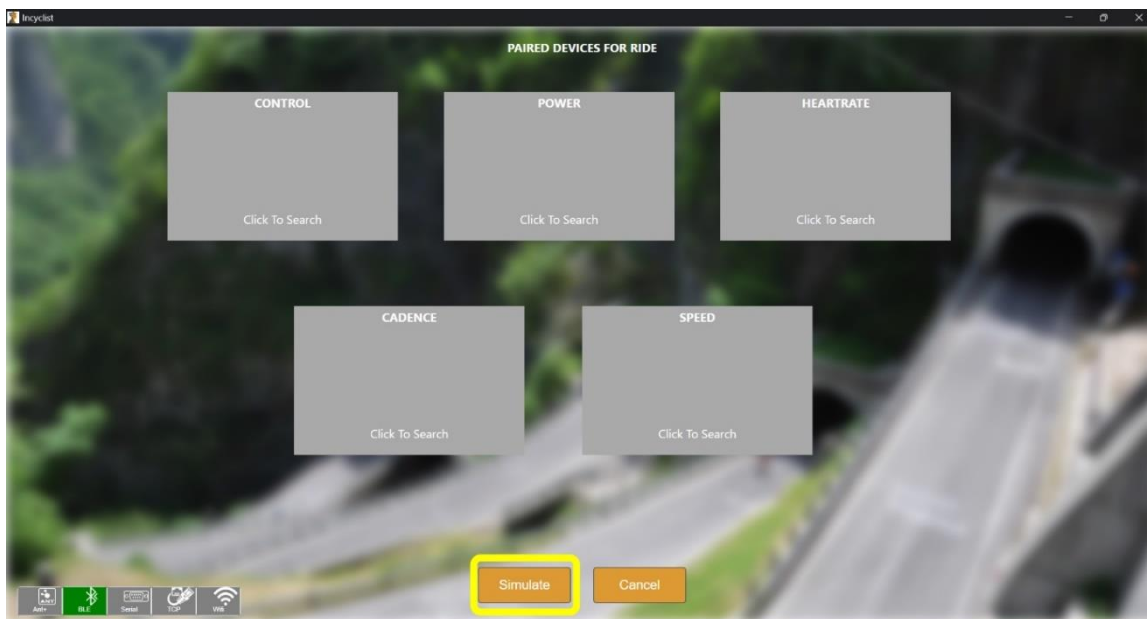 Incyclist
PAIRED DEVICES FOR RIDE
CONTROL
POWER
HEARTRATE
Click To Search
Click To Search
Click To Search
CADENCE
SPEED
Click To Search
Click To Search
Simulate
Cancel
ANT
Ant+
BLE
Serial
TCP
Wifi